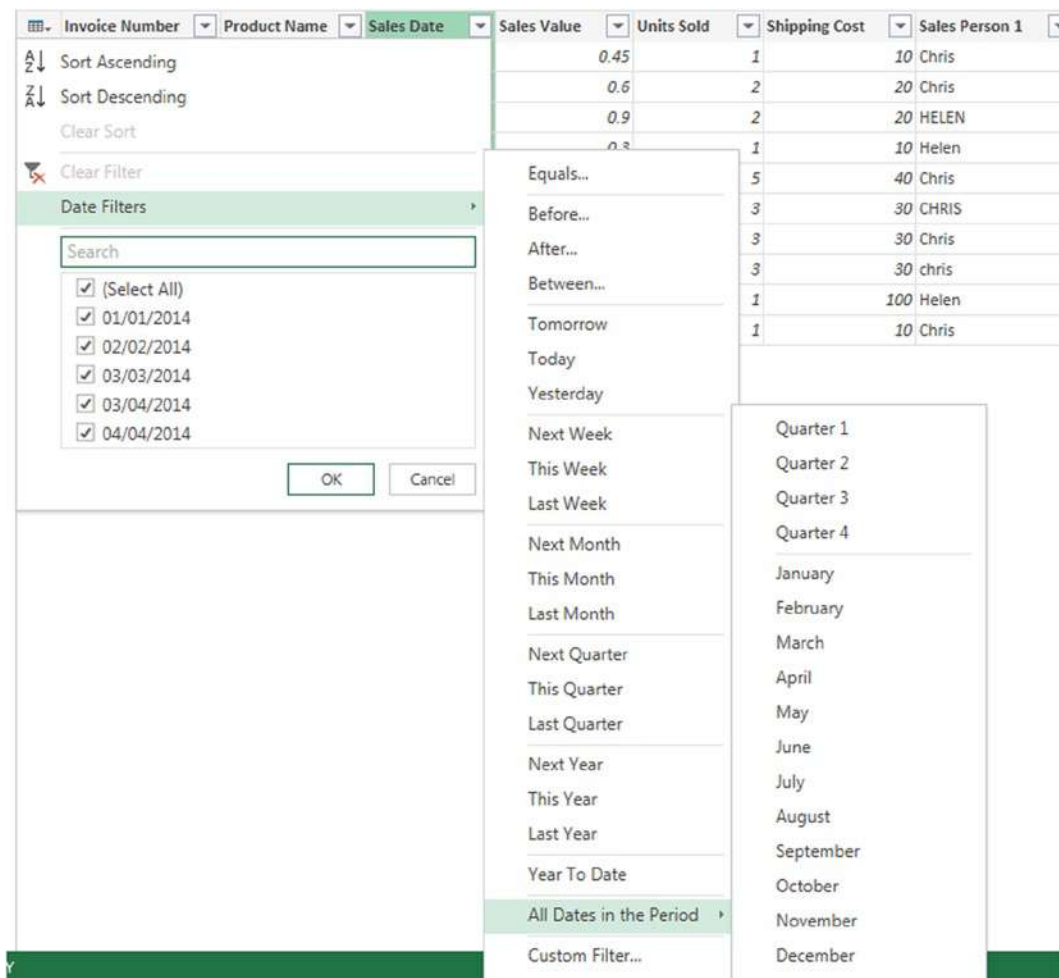 Invoice Number Product Name Sales Date Sales Value Units Sold Shipping Cost Sales Person 1
Sort Ascending
Sort Descending
Clear Sort
Clear Filter
Date Filters
Search
(Select All)
01/01/2014
02/02/2014
03/03/2014
03/04/2014
04/04/2014
OK Cancel
0.45 1 10 Chris
0.6 2 20 Chris
0.9 2 20 HELEN
0.3 1 10 Helen
5 40 Chris
3 30 CHRIS
3 30 Chris
3 30 chris
1 100 Helen
1 10 Chris
Equals...
Before...
After...
Between...
Tomorrow
Today
Yesterday
Next Week
This Week
Last Week
Next Month
This Month
Last Month
Next Quarter
This Quarter
Last Quarter
Next Year
This Year
Last Year
Year To Date
All Dates in the Period
Custom Filter...
Quarter 1
Quarter 2
Quarter 3
Quarter 4
January
February
March
April
May
June
July
August
September
October
November
December
Y